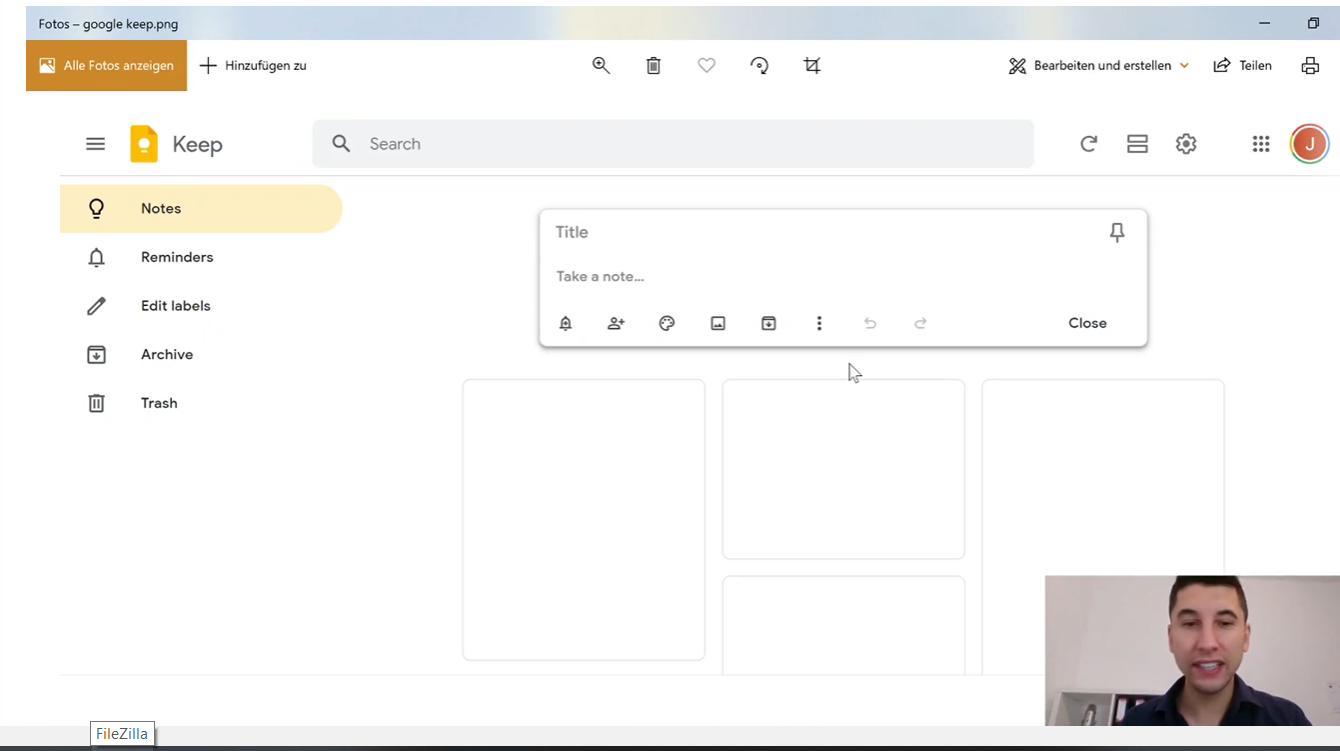 Fotos – google keep.png
Alle Fotos anzeigen
Hinzufügen zu
Bearbeiten und erstellen
Teilen
Keep
Search
J
Notes
Reminders
Edit labels
Archive
Trash
Title
Take a note...
Close
FileZilla